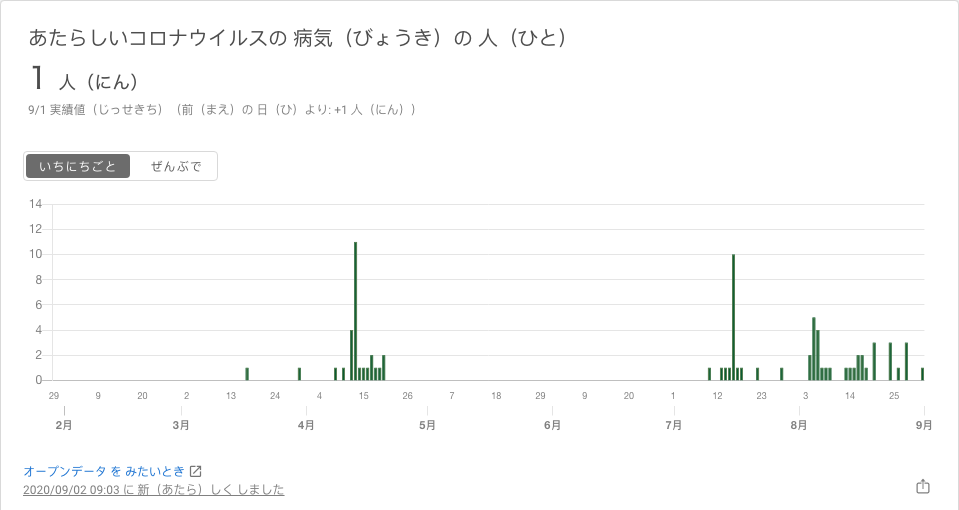 あたらしいコロナウイルスの 病気（びょうき）の 人（ひと）
1 人（にん）
9/1 実績値（じっせきち）（前（まえ）の 日（ひ）より: +1 人（にん））
いちにちごと ぜんぶで
14
12
10
8
6
4
2
0
29 9 20 2 13 24 4 15 26 7 18 29 9 20 1 12 23 3 14 25
2月 3月 4月 5月 6月 7月 8月 9月
オープンデータ を みたいとき
2020/09/02 09:03 に 新（あたら）しく しました